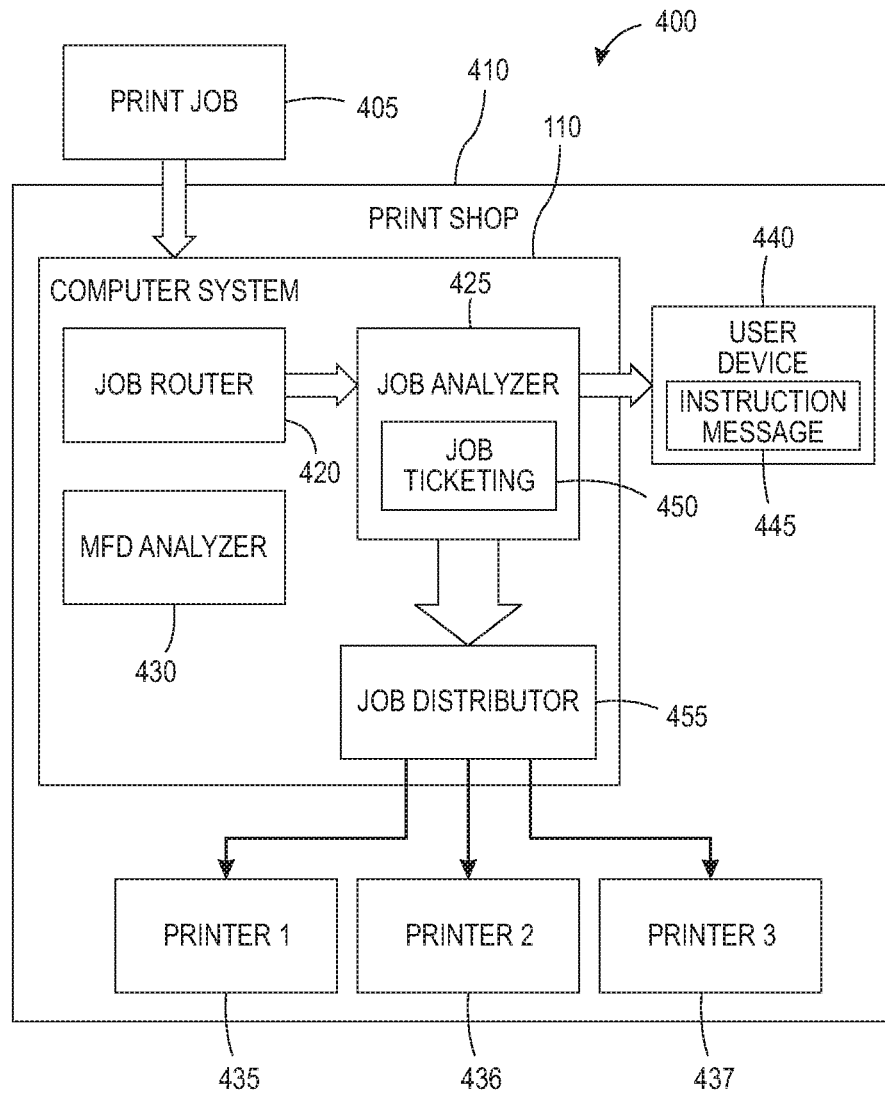 400
PRINT JOB
405
410
110
PRINT SHOP
COMPUTER SYSTEM
425
440
JOB ROUTER
420
JOB ANALYZER
JOB
TICKETING
450
USER
DEVICE
INSTRUCTION
MESSAGE
445
MFD ANALYZER
430
JOB DISTRIBUTOR
455
PRINTER 1
PRINTER 2
PRINTER 3
435
436
437